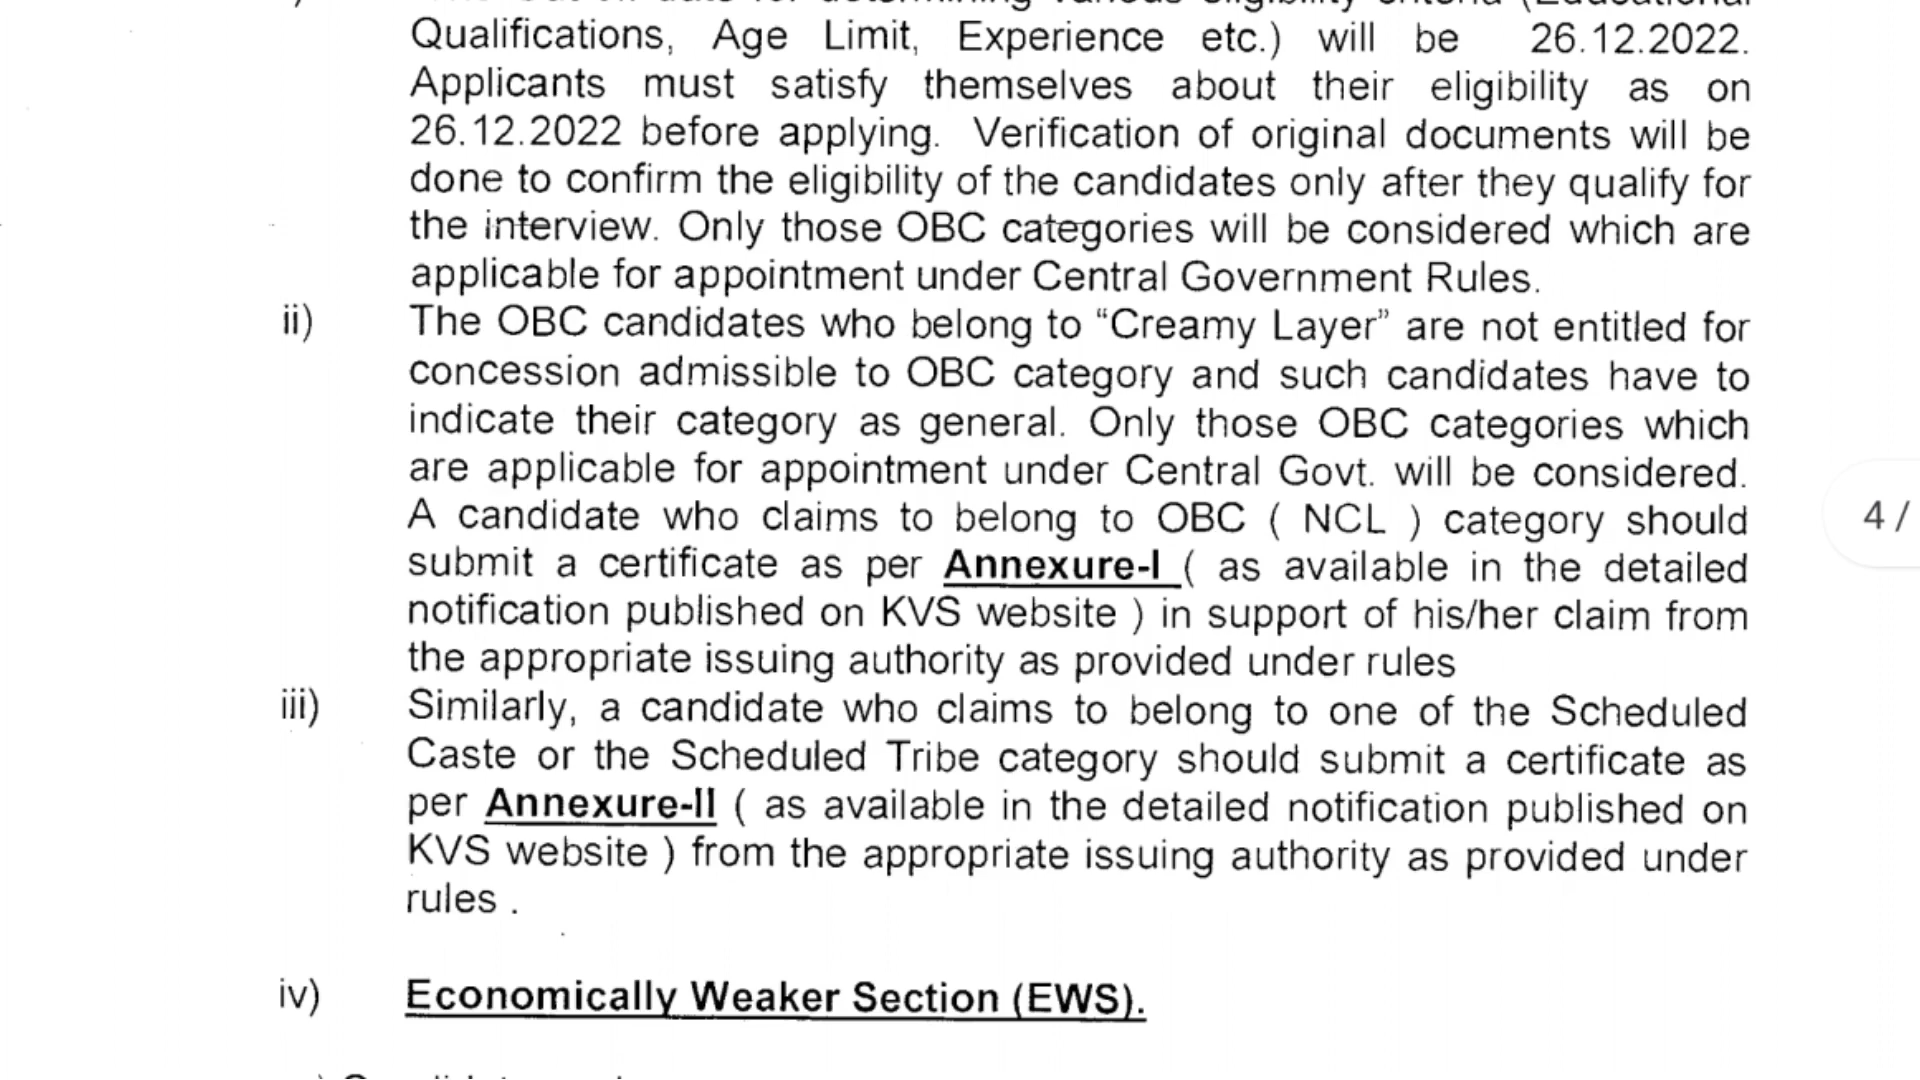 Qualifications, Age Limit, Experience etc.) will be 26.12.2022.
Applicants must satisfy themselves about their eligibility as on
26.12.2022 before applying. Verification of original documents will be
done to confirm the eligibility of the candidates only after they qualify for
the interview. Only those OBC categories will be considered which are
applicable for appointment under Central Government Rules.
ii) The OBC candidates who belong to “Creamy Layer” are not entitled for
concession admissible to OBC category and such candidates have to
indicate their category as general. Only those OBC categories which
are applicable for appointment under Central Govt. will be considered.
A candidate who claims to belong to OBC ( NCL ) category should
submit a certificate as per Annexure-I ( as available in the detailed
notification published on KVS website ) in support of his/her claim from
the appropriate issuing authority as provided under rules
iii) Similarly, a candidate who claims to belong to one of the Scheduled
Caste or the Scheduled Tribe category should submit a certificate as
per Annexure-II ( as available in the detailed notification published on
KVS website ) from the appropriate issuing authority as provided under
rules .
iv) Economically Weaker Section (EWS).
4 /